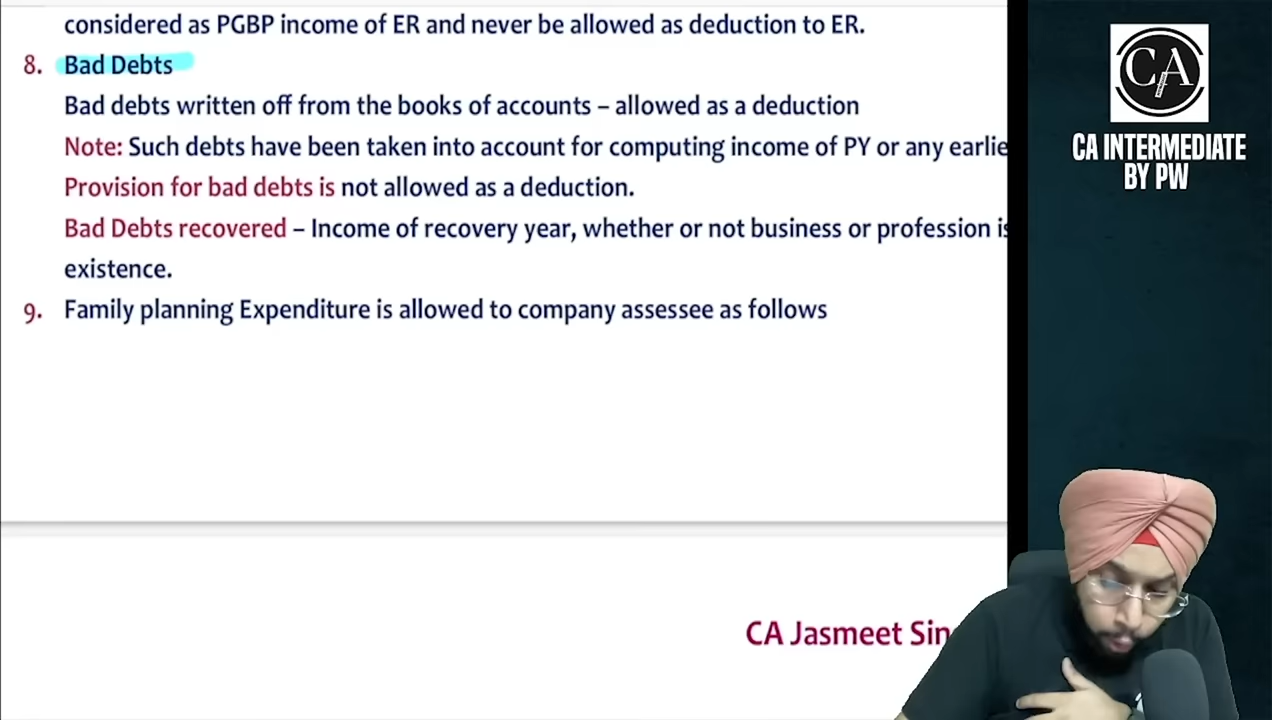 considered as PGBP income of ER and never be allowed as deduction to ER.
8. Bad Debts
Bad debts written off from the books of accounts – allowed as a deduction
Note: Such debts have been taken into account for computing income of PY or any earlie
Provision for bad debts is not allowed as a deduction.
Bad Debts recovered – Income of recovery year, whether or not business or profession is
existence.
9. Family planning Expenditure is allowed to company assessee as follows
CA Jasmeet Sin
CA
CA INTERMEDIATE
BY PW